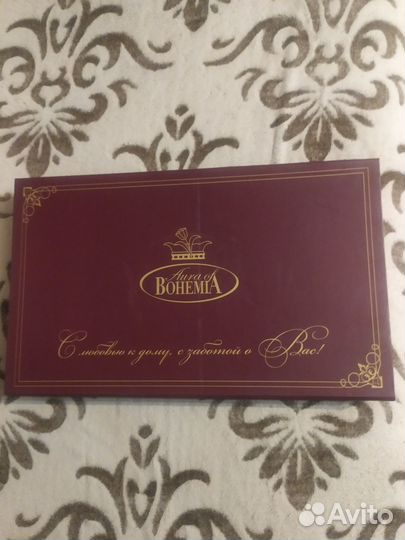 Aura of
BOHEMIA
С любовью к дому, с заботой о Вас!
Avito